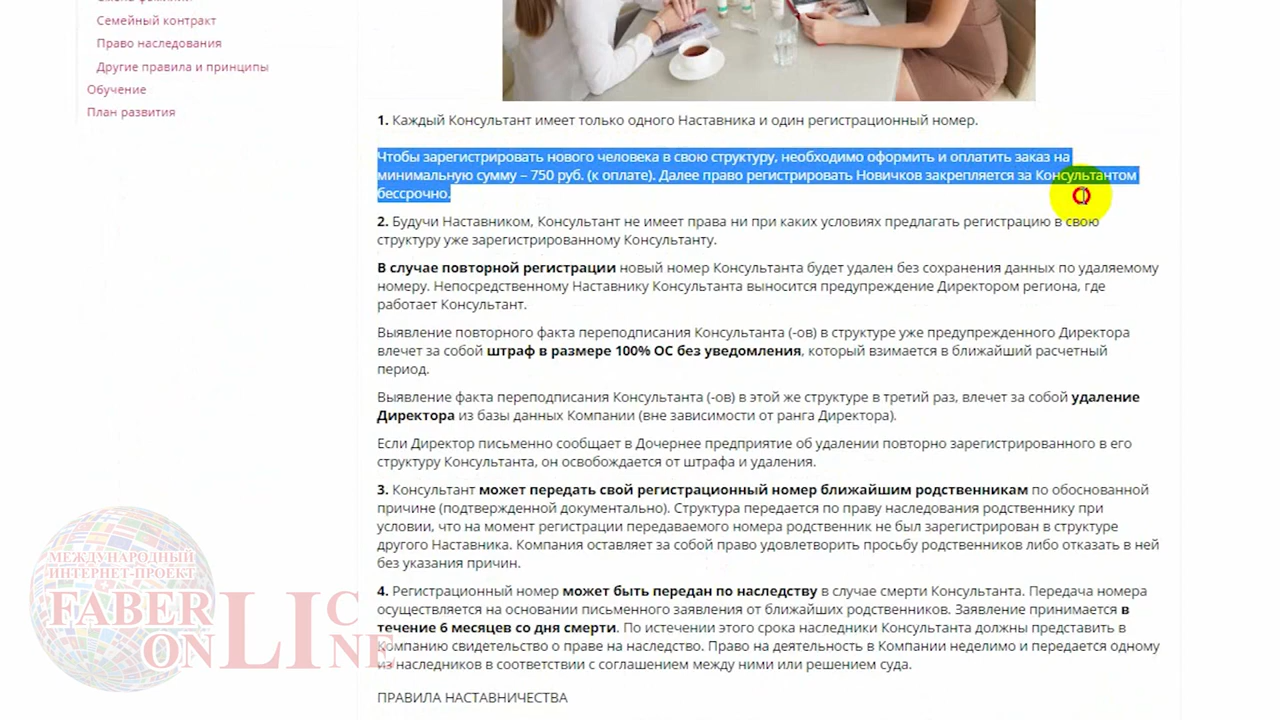 Семейный контракт
Право наследования
Другие правила и принципы
Обучение
План развития
1. Каждый Консультант имеет только одного Наставника и один регистрационный номер.
Чтобы зарегистрировать нового человека в свою структуру, необходимо оформить и оплатить заказ на
минимальную сумму – 750 руб. (к оплате). Далее право регистрировать Новичков закрепляется за Консультантом
бессрочно.
2. Будучи Наставником, Консультант не имеет права ни при каких условиях предлагать регистрацию в свою
структуру уже зарегистрированному Консультанту.
В случае повторной регистрации новый номер Консультанта будет удален без сохранения данных по удаляемому
номеру. Непосредственному Наставнику Консультанта выносится предупреждение Директором региона, где
работает Консультант.
Выявление повторного факта переподписания Консультанта (-ов) в структуре уже предупрежденного Директора
влечет за собой штраф в размере 100% ОС без уведомления, который взимается в ближайший расчетный
период.
Выявление факта переподписания Консультанта (-ов) в этой же структуре в третий раз, влечет за собой удаление
Директора из базы данных Компании (вне зависимости от ранга Директора).
Если Директор письменно сообщает в Дочернее предприятие об удалении повторно зарегистрированного в его
структуру Консультанта, он освобождается от штрафа и удаления.
3. Консультант может передать свой регистрационный номер ближайшим родственникам по обоснованной
причине (подтвержденной документально). Структура передается по праву наследования родственнику при
условии, что на момент регистрации передаваемого номера родственник не был зарегистрирован в структуре
другого Наставника. Компания оставляет за собой право удовлетворить просьбу родственников либо отказать в ней
без указания причин.
4. Регистрационный номер может быть передан по наследству в случае смерти Консультанта. Передача номера
осуществляется на основании письменного заявления от ближайших родственников. Заявление принимается в
течение 6 месяцев со дня смерти. По истечении этого срока наследники Консультанта должны представить в
Компанию свидетельство о праве на наследство. Право на деятельность в Компании неделимо и передается одному
из наследников в соответствии с соглашением между ними или решением суда.
ПРАВИЛА НАСТАВНИЧЕСТВА
МЕЖДУНАРОДНЫЙ
ИНТЕРНЕТ-ПРОЕКТ
FABERLIC
ONLINE